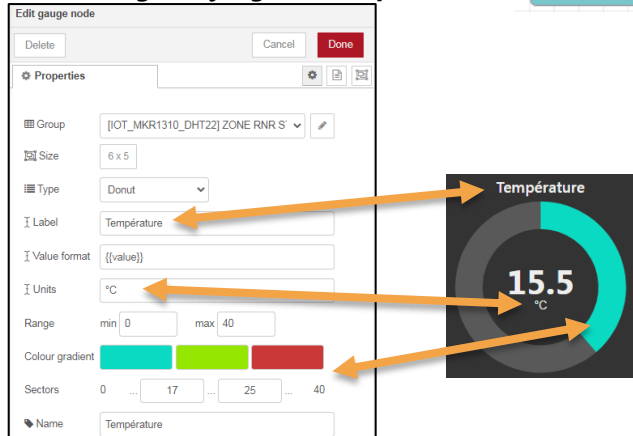 Edit gauge node
Delete Cancel Done
Properties
Group [IOT_MKR1310_DHT22] ZONE RNR
Size 6 x 5
Type Donut
Label Température
Value format {{value}}
Units °C
Range min 0 max 40
Colour gradient
Sectors 0 ... 17 ... 25 ... 40
Name Température
Température
15.5
°C